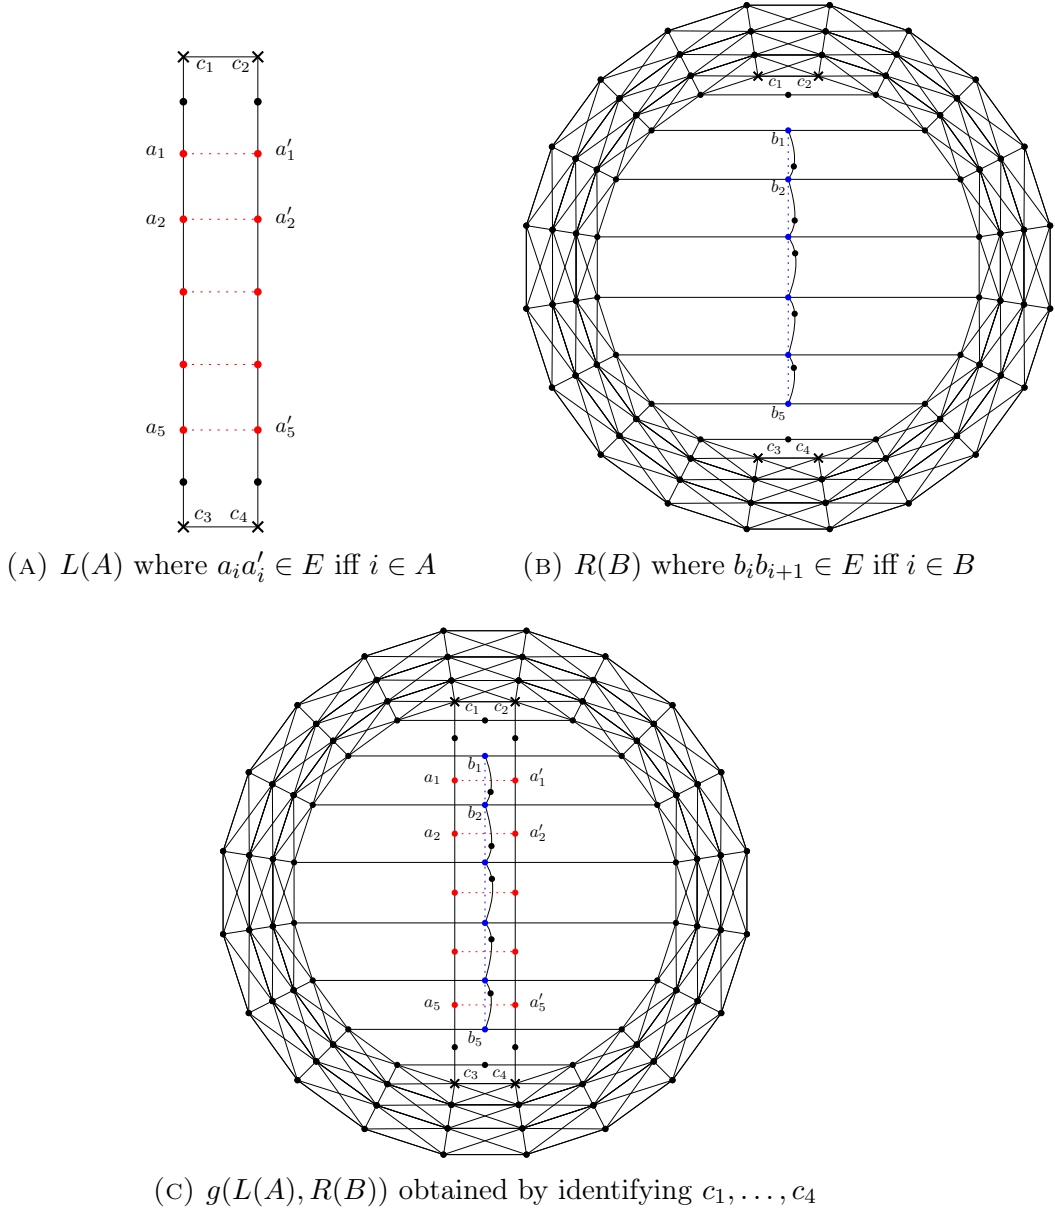 c₁ c₂
a₁ a′₁
a₂ a′₂
a₅ a′₅
c₃ c₄
(A) L(A) where aᵢa′ᵢ ∈ E iff i ∈ A
c₁ c₂
b₁
b₂
b₅
c₃ c₄
(B) R(B) where bᵢbᵢ₊₁ ∈ E iff i ∈ B
c₁ c₂
b₁
a₁ a′₁
b₂
a₂ a′₂
a₅ a′₅
b₅
c₃ c₄
(C) g(L(A), R(B)) obtained by identifying c₁, . . . , c₄